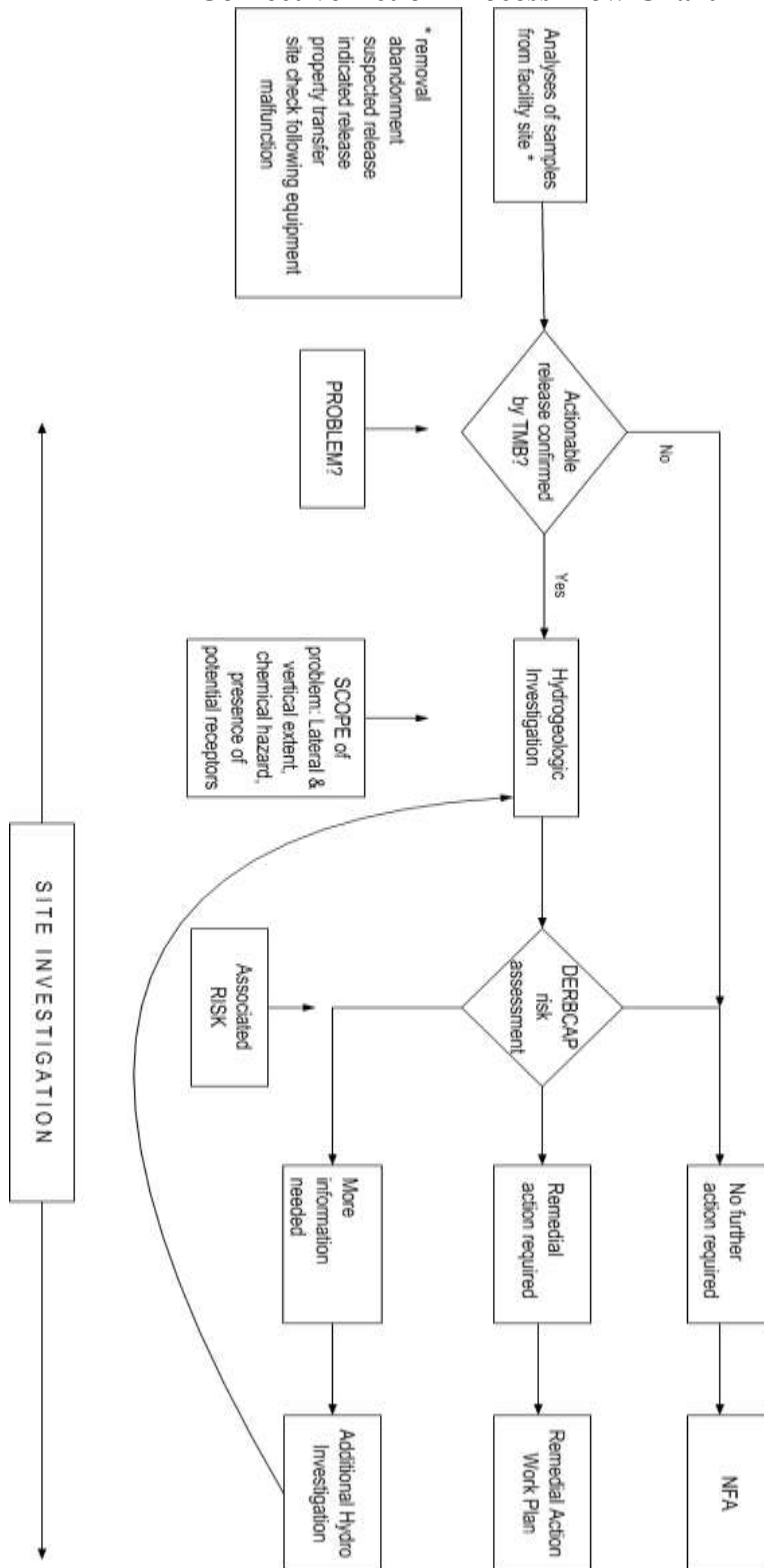 Analyses of samples
from facility site *
* removal
abandonment
suspected release
indicated release
property transfer
site check following equipment
malfunction
Actionable
release confirmed
by TMB?
No
Yes
PROBLEM?
Hydrogeologic
Investigation
SCOPE of
problem: Lateral &
vertical extent,
chemical hazard,
presence of
potential receptors
DERBCAP
risk
assessment
Associated
RISK
No further
action required
Remedial
action required
More
information
needed
NFA
Remedial Action
Work Plan
Additional Hydro
Investigation
SITE INVESTIGATION